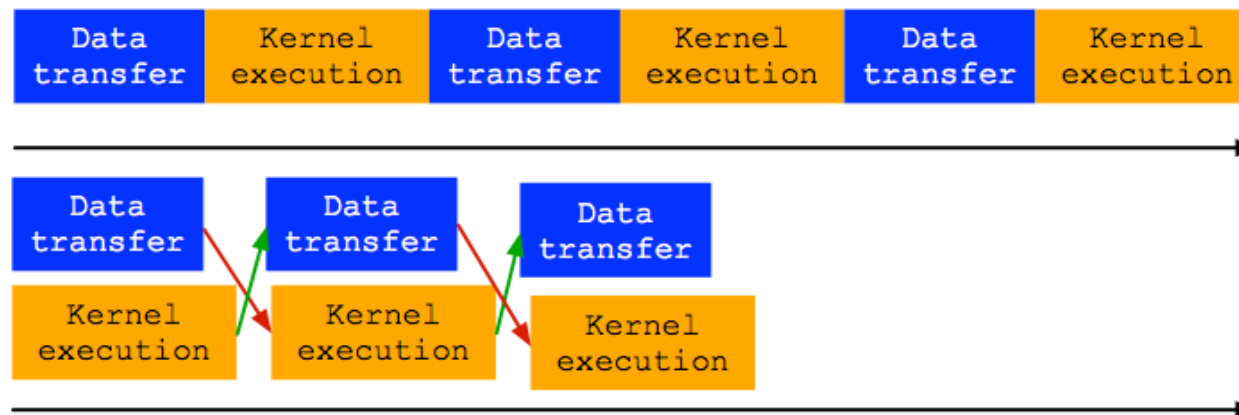 Data
transfer
Kernel
execution
Data
transfer
Kernel
execution
Data
transfer
Kernel
execution
Data
transfer
Data
transfer
Data
transfer
Kernel
execution
Kernel
execution
Kernel
execution